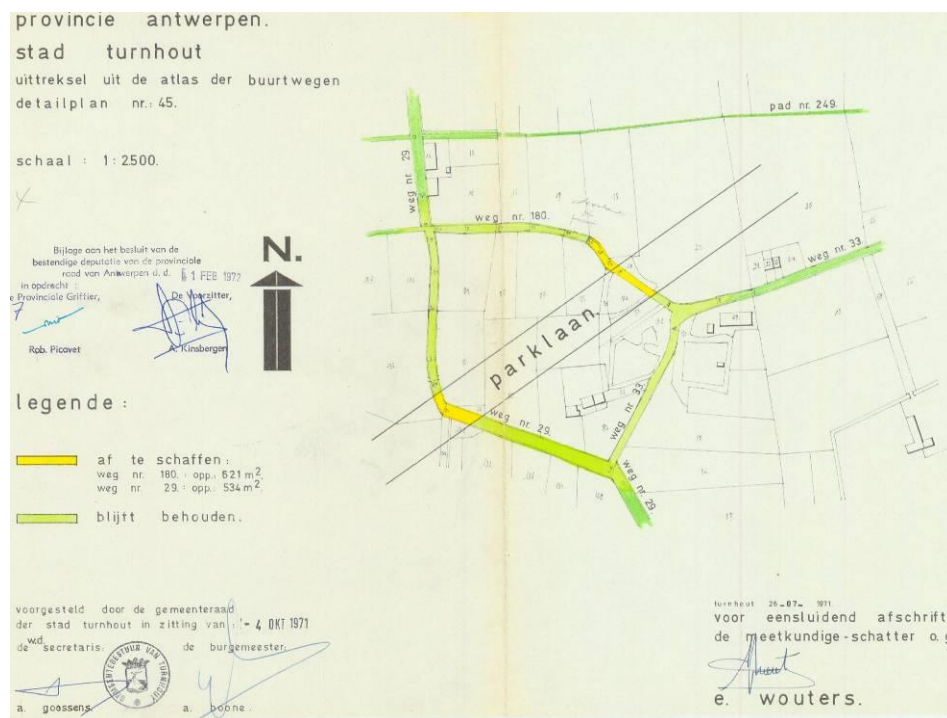 provincie antwerpen.
stad turnhout
uittreksel uit de atlas der buurtwegen
detailplan nr.: 45.
schaal : 1: 2500.
Bijlage aan het besluit van de
bestendige deputatie van de provinciale
raad van Antwerpen d.d. 1 FEB 1972
in opdracht :
e Provinciale Griffier, De Voorzitter,
Rob. Picavet A. Kinsbergen
N.
legende :
af te schaffen :
weg nr. 180. : opp.: 621 m2
weg nr. 29. : opp.: 534 m2.
blijft behouden.
pad nr. 249.
weg nr. 29
weg nr. 180.
weg nr. 33.
parklaan.
weg nr. 33
weg nr. 29.
weg nr. 29.
voorgesteld door de gemeenteraad
der stad turnhout in zitting van : - 4 OKT 1971
w.d.
de secretaris: de burgemeester:
GEMEENTEBESTUUR VAN TURNHOUT
a. goossens. a. boone.
turnhout 26-07- 1971.
voor eensluidend afschrift
de meetkundige-schatter o.g
e. wouters.